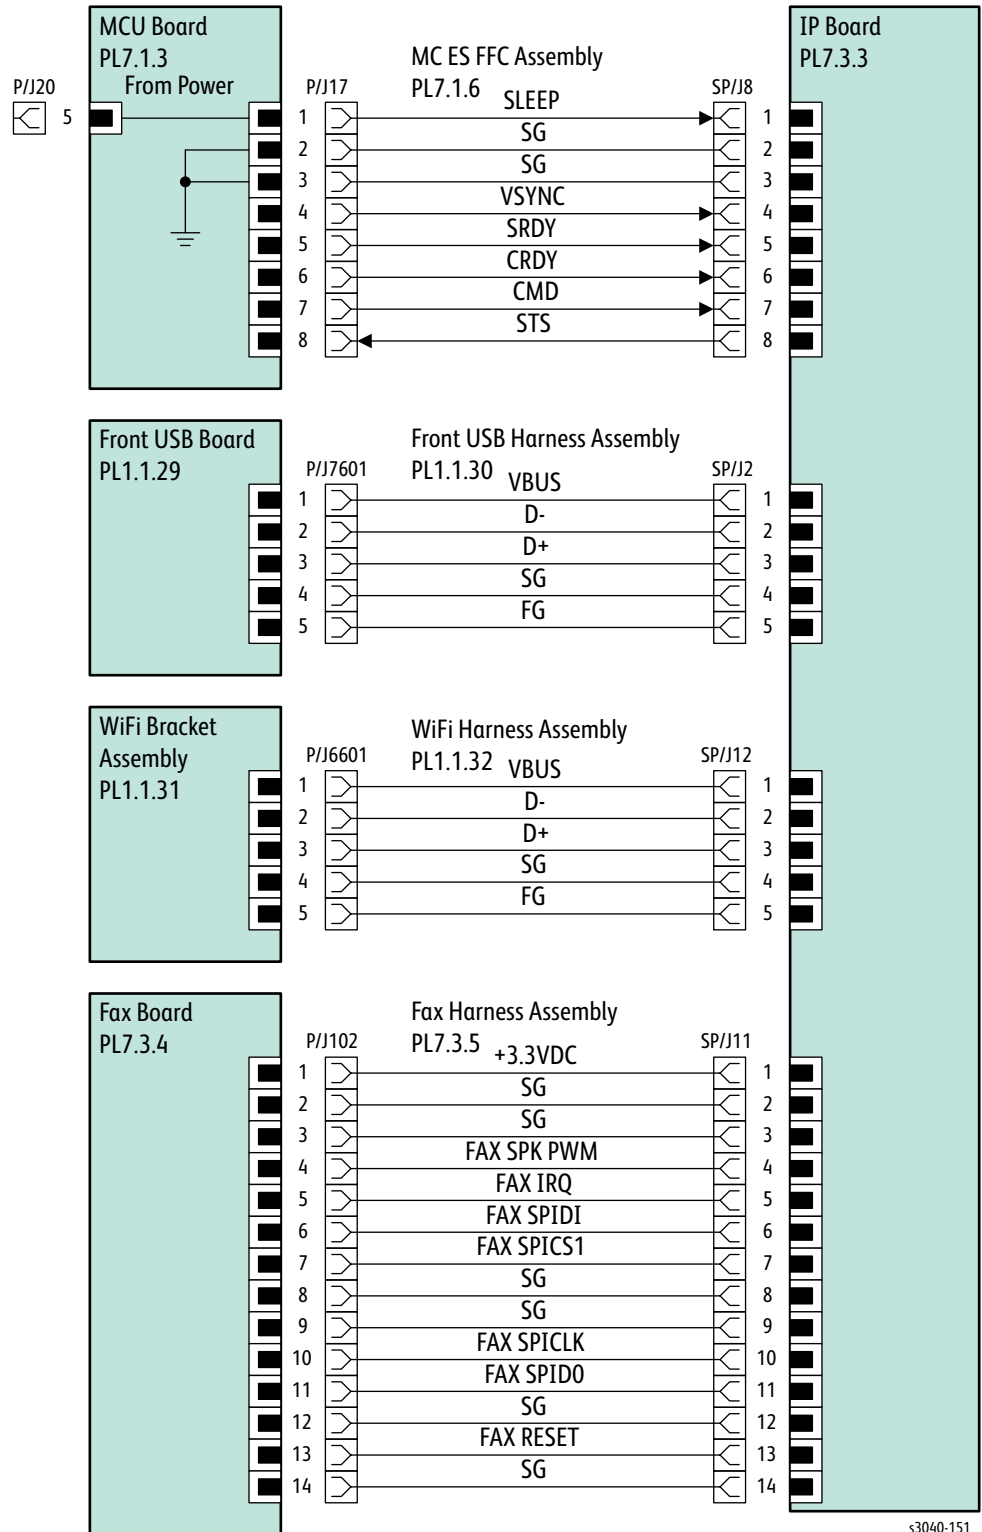 MCU Board
PL7.1.3
From Power
P/J20
5
MC ES FFC Assembly
PL7.1.6
P/J17
SP/J8
IP Board
PL7.3.3
1 SLEEP 1
2 SG 2
3 SG 3
4 VSYNC 4
5 SRDY 5
6 CRDY 6
7 CMD 7
8 STS 8
Front USB Board
PL1.1.29
Front USB Harness Assembly
PL1.1.30
P/J7601
SP/J2
1 VBUS 1
2 D- 2
3 D+ 3
4 SG 4
5 FG 5
WiFi Bracket
Assembly
PL1.1.31
WiFi Harness Assembly
PL1.1.32
P/J6601
SP/J12
1 VBUS 1
2 D- 2
3 D+ 3
4 SG 4
5 FG 5
Fax Board
PL7.3.4
Fax Harness Assembly
PL7.3.5
P/J102
SP/J11
1 +3.3VDC 1
2 SG 2
3 SG 3
4 FAX SPK PWM 4
5 FAX IRQ 5
6 FAX SPIDI 6
7 FAX SPICS1 7
8 SG 8
9 SG 9
10 FAX SPICLK 10
11 FAX SPID0 11
12 SG 12
13 FAX RESET 13
14 SG 14
s3040-151